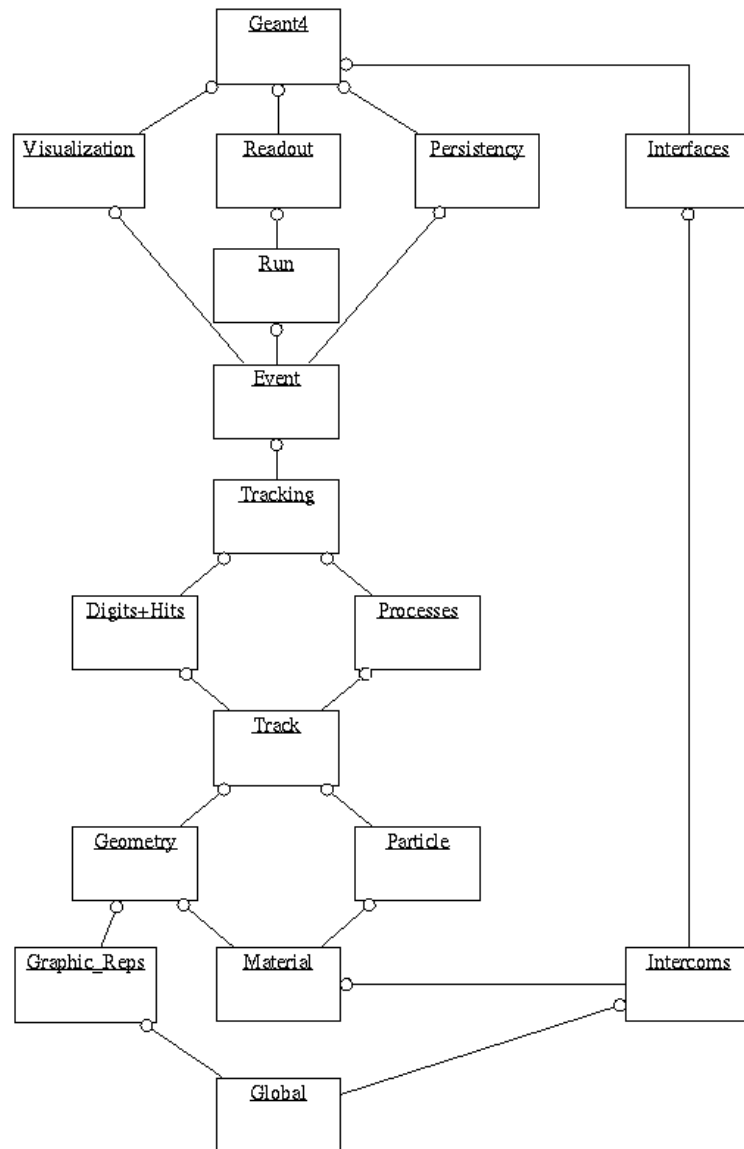 Geant4
Visualization
Readout
Persistency
Interfaces
Run
Event
Tracking
Digits+Hits
Processes
Track
Geometry
Particle
Graphic_Reps
Material
Intercoms
Global